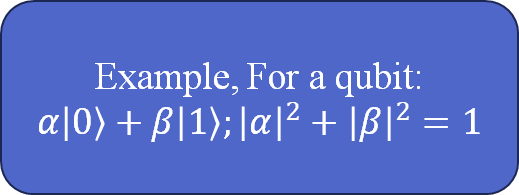 Example, For a qubit:
α|0⟩ + β|1⟩; |α|² + |β|² = 1